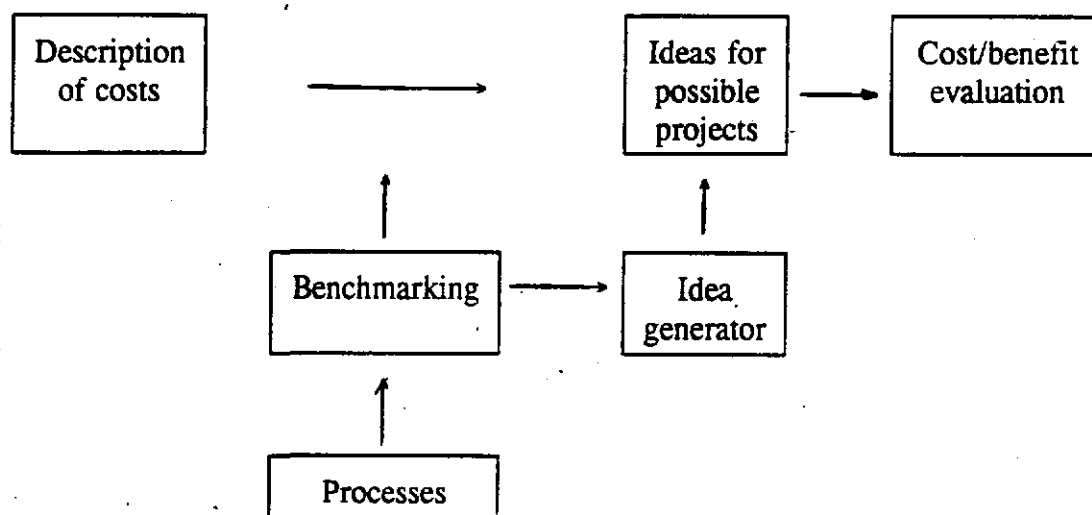 Description
of costs
Ideas for
possible
projects
Cost/benefit
evaluation
Benchmarking
Idea
generator
Processes